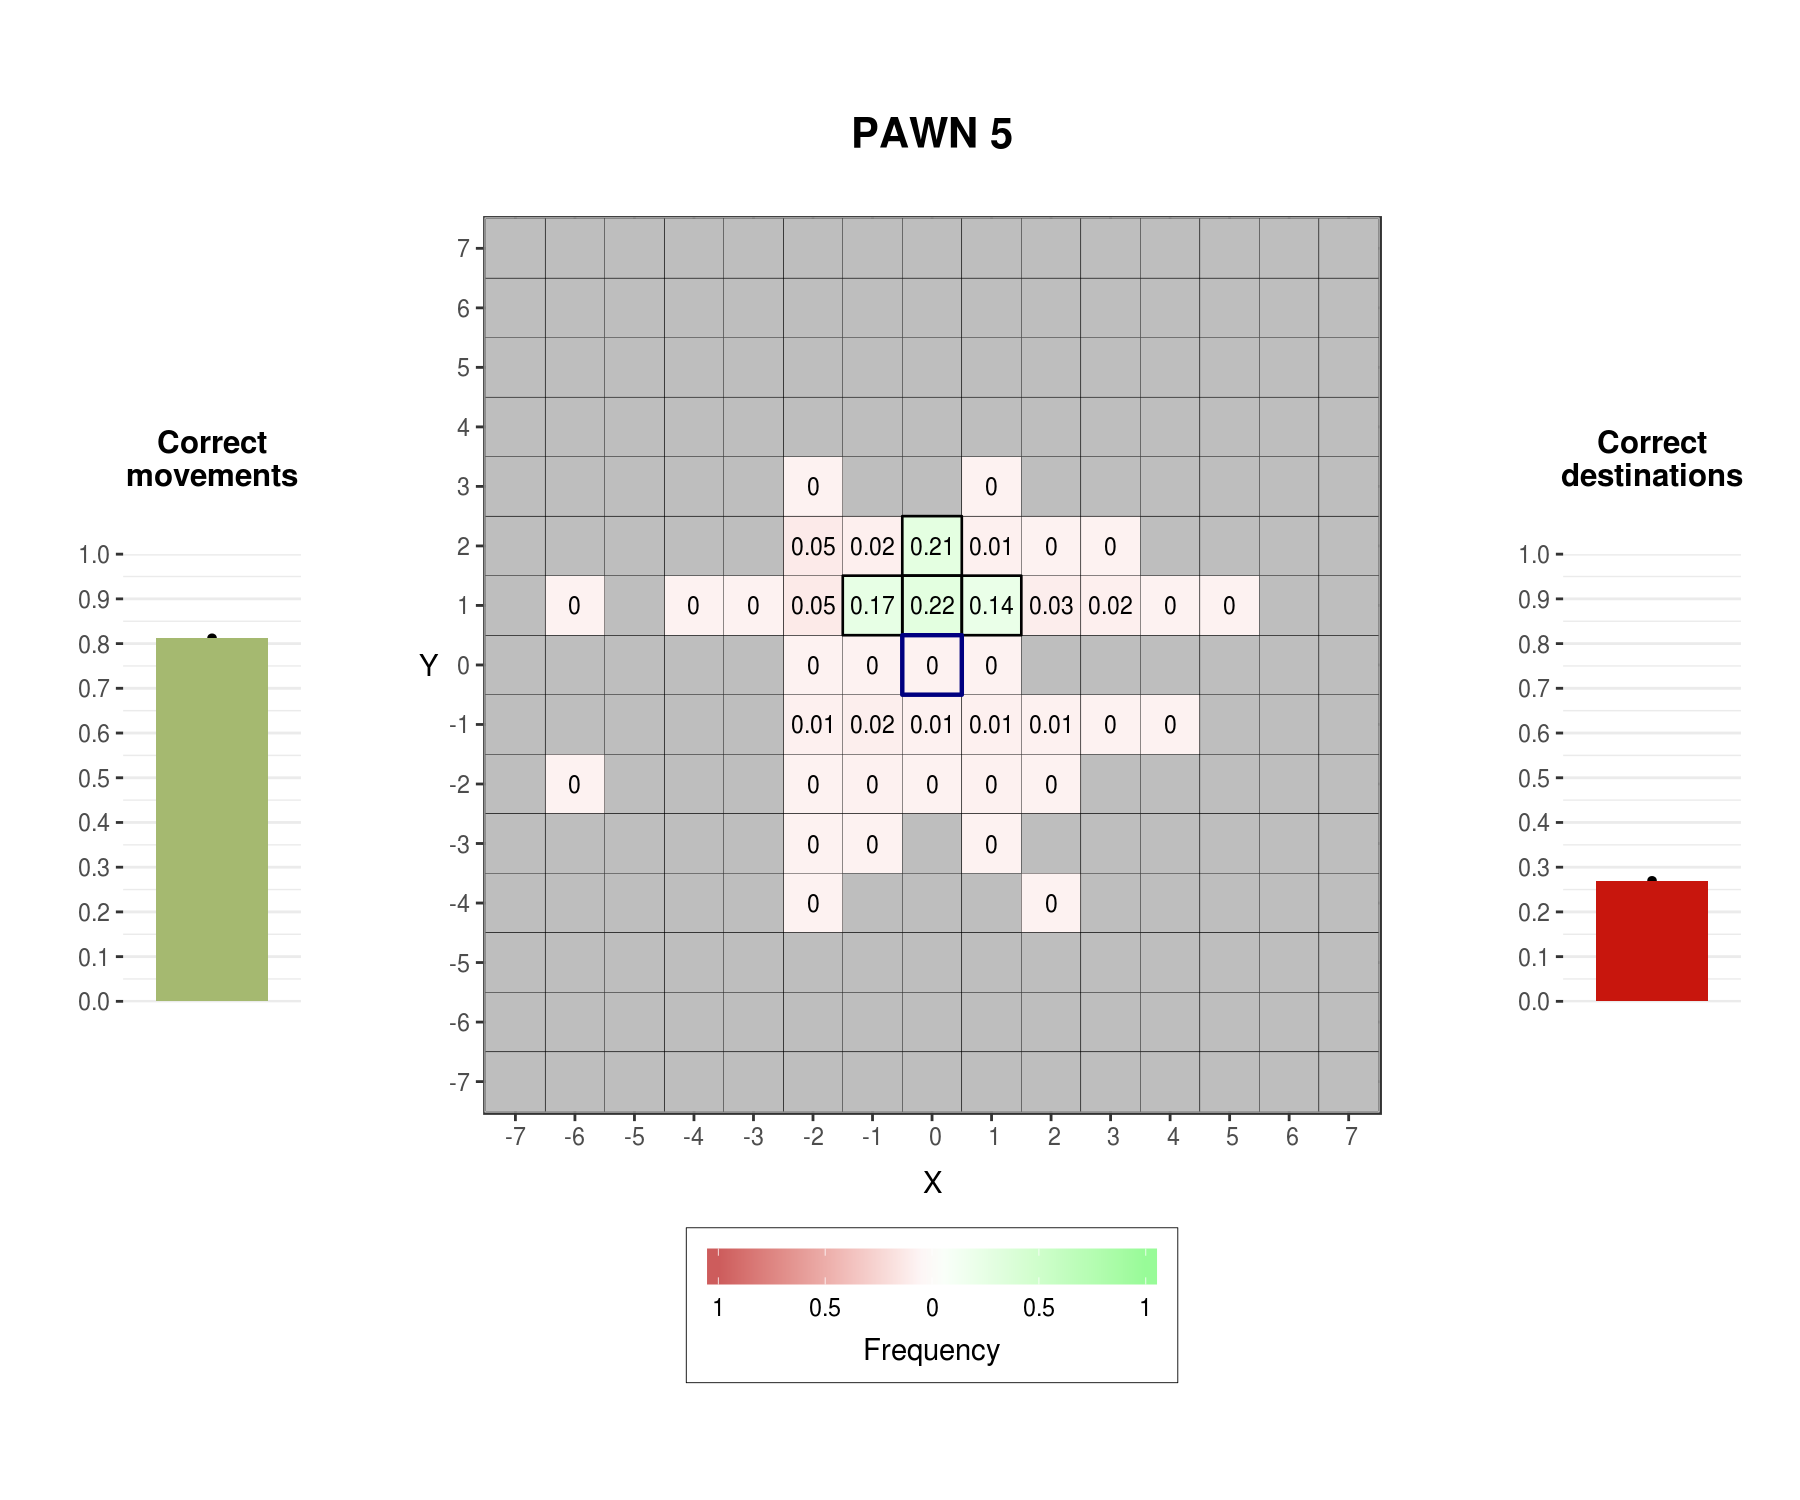 PAWN 5
Correct
movements
1.0
0.9
0.8
0.7
0.6
0.5
0.4
0.3
0.2
0.1
0.0
Y
7
6
5
4
3 0 0
2 0.05 0.02 0.21 0.01 0 0
1 0 0 0 0.05 0.17 0.22 0.14 0.03 0.02 0 0
0 0 0 0 0
-1 0.01 0.02 0.01 0.01 0.01 0 0
-2 0 0 0 0 0 0
-3 0 0 0
-4 0 0
-5
-6
-7
-7 -6 -5 -4 -3 -2 -1 0 1 2 3 4 5 6 7
X
1 0.5 0 0.5 1
Frequency
Correct
destinations
1.0
0.9
0.8
0.7
0.6
0.5
0.4
0.3
0.2
0.1
0.0